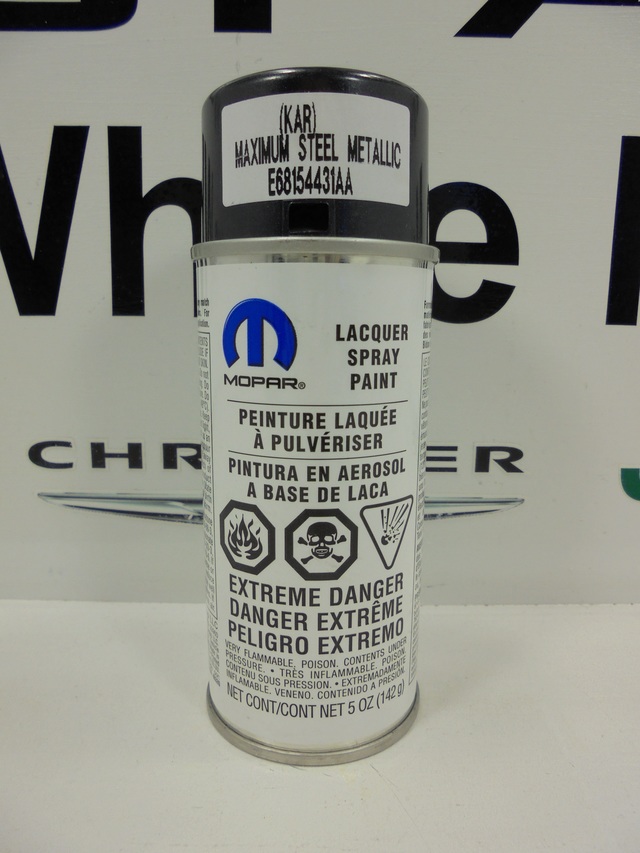 (KAR)
MAXIMUM STEEL METALLIC
E68154431AA
MOPAR®
LACQUER
SPRAY
PAINT
PEINTURE LAQUÉE
À PULVÉRISER
PINTURA EN AEROSOL
A BASE DE LACA
EXTREME DANGER
DANGER EXTRÊME
PELIGRO EXTREMO
VERY FLAMMABLE, POISON. CONTENTS UNDER
PRESSURE. • TRÈS INFLAMMABLE. POISON.
CONTENU SOUS PRESSION. • EXTREMADAMENTE
INFLAMABLE. VENENO. CONTENIDO A PRESIÓN.
NET CONT/CONT NET 5 OZ (142 g)